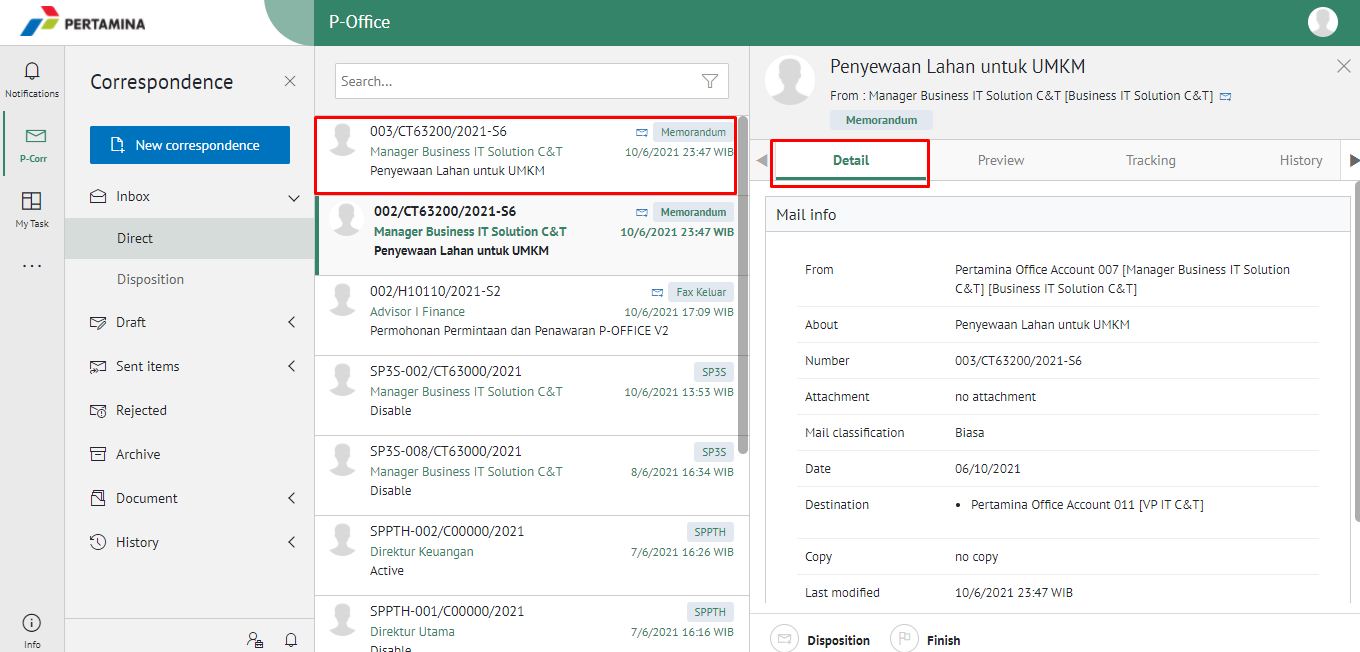 PERTAMINA
P-Office
Notifications
P-Corr
My Task
Info
Correspondence
New correspondence
Inbox
Direct
Disposition
Draft
Sent items
Rejected
Archive
Document
History
Search...
003/CT63200/2021-S6
Memorandum
Manager Business IT Solution C&T
10/6/2021 23:47 WIB
Penyewaan Lahan untuk UMKM
002/CT63200/2021-S6
Memorandum
Manager Business IT Solution C&T
10/6/2021 23:47 WIB
Penyewaan Lahan untuk UMKM
002/H10110/2021-S2
Fax Keluar
Advisor I Finance
10/6/2021 17:09 WIB
Permohonan Permintaan dan Penawaran P-OFFICE V2
SP3S-002/CT63000/2021
SP3S
Manager Business IT Solution C&T
10/6/2021 13:53 WIB
Disable
SP3S-008/CT63000/2021
SP3S
Manager Business IT Solution C&T
8/6/2021 16:34 WIB
Disable
SPPTH-002/C00000/2021
SPPTH
Direktur Keuangan
7/6/2021 16:26 WIB
Active
SPPTH-001/C00000/2021
SPPTH
Direktur Utama
7/6/2021 16:16 WIB
Disable
Penyewaan Lahan untuk UMKM
From : Manager Business IT Solution C&T [Business IT Solution C&T]
Memorandum
Detail
Preview
Tracking
History
Mail info
From
Pertamina Office Account 007 [Manager Business IT Solution
C&T] [Business IT Solution C&T]
About
Penyewaan Lahan untuk UMKM
Number
003/CT63200/2021-S6
Attachment
no attachment
Mail classification
Biasa
Date
06/10/2021
Destination
• Pertamina Office Account 011 [VP IT C&T]
Copy
no copy
Last modified
10/6/2021 23:47 WIB
Disposition
Finish